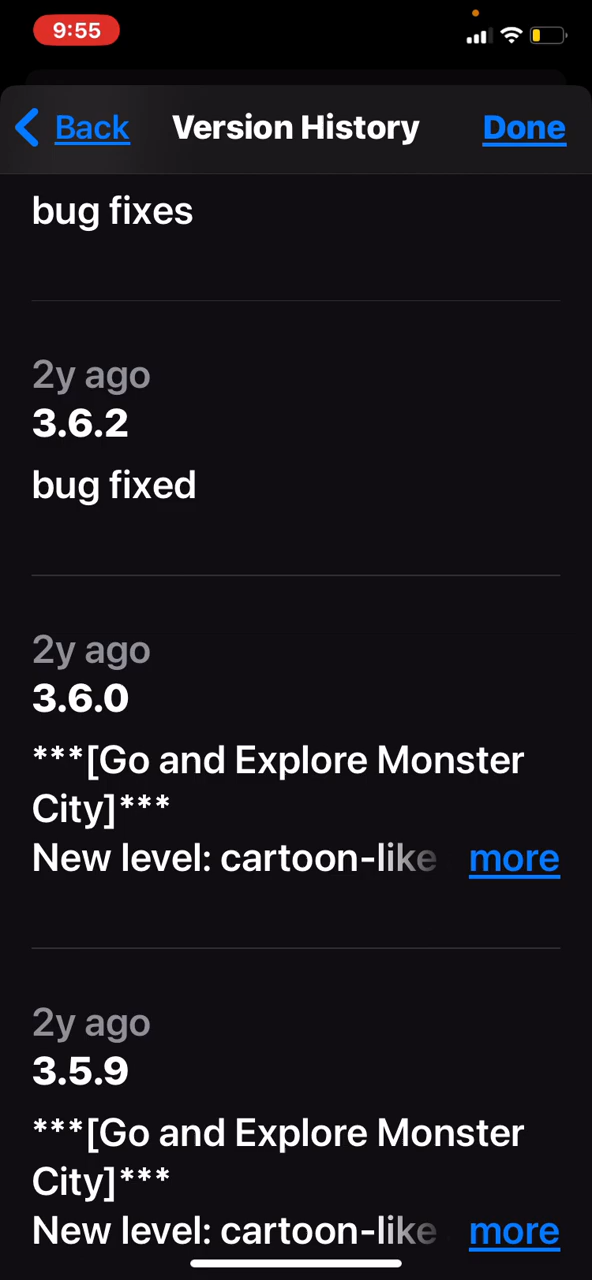 9:55
Back
Version History
Done
bug fixes
2y ago
3.6.2
bug fixed
2y ago
3.6.0
***[Go and Explore Monster
City]***
New level: cartoon-like more
2y ago
3.5.9
***[Go and Explore Monster
City]***
New level: cartoon-like more